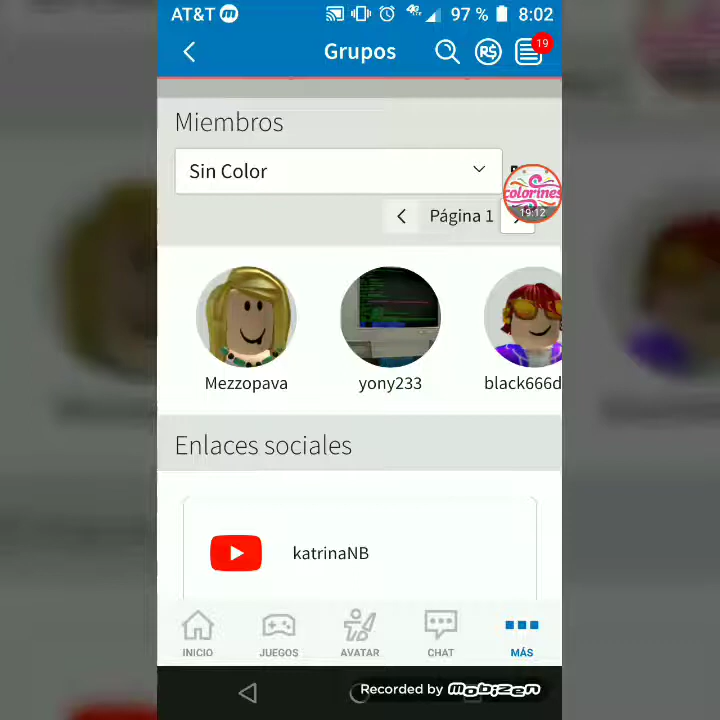 AT&T 4G 97 % 8:02
Grupos R$ 19
Miembros
Sin Color
colorines
19:12
Página 1
Mezzopava yony233 black666d
Enlaces sociales
katrinaNB
INICIO JUEGOS AVATAR CHAT MÁS
Recorded by Mobizen